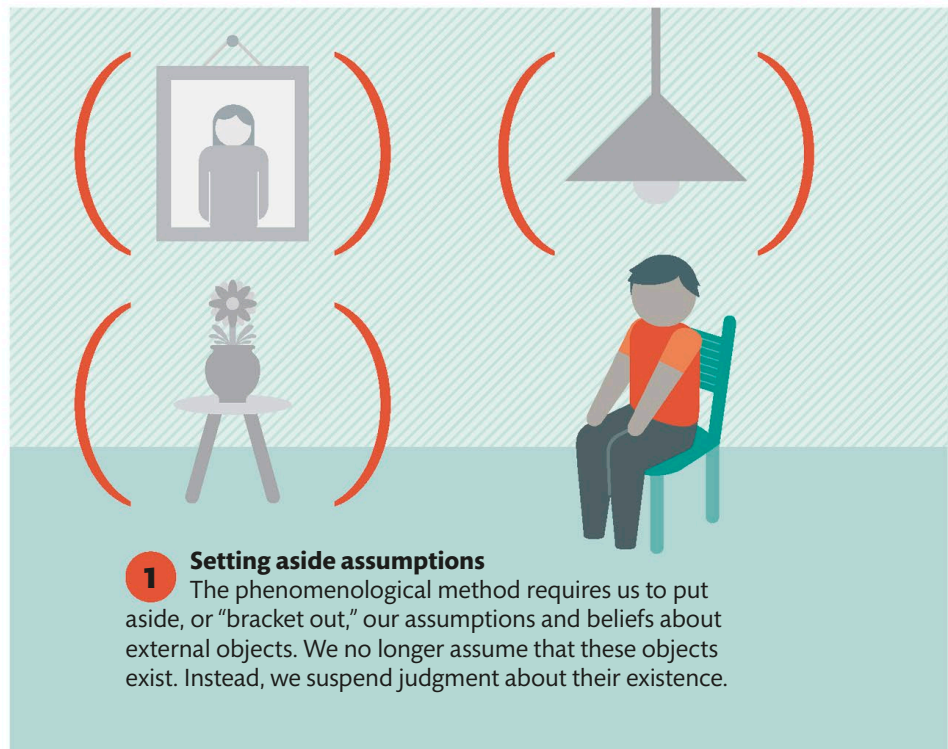 1
Setting aside assumptions
The phenomenological method requires us to put
aside, or “bracket out,” our assumptions and beliefs about
external objects. We no longer assume that these objects
exist. Instead, we suspend judgment about their existence.